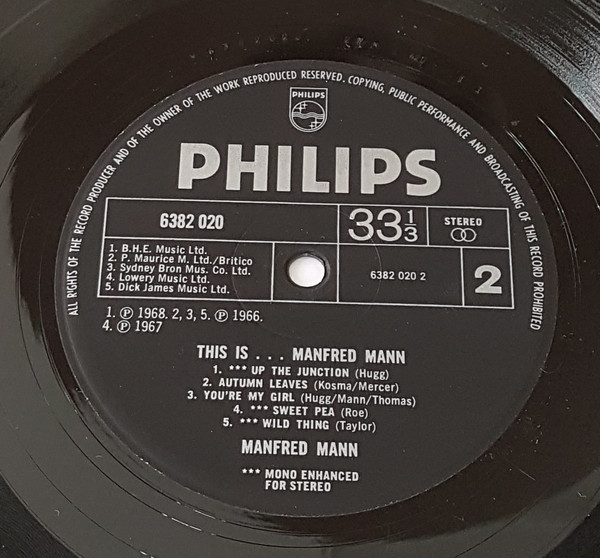 ALL RIGHTS OF THE RECORD PRODUCER AND OF THE OWNER OF THE WORK REPRODUCED RESERVED. COPYING, PUBLIC PERFORMANCE AND BROADCASTING OF THIS RECORD PROHIBITED
PHILIPS
PHILIPS
6382 020
33 1/3
STEREO
1. B.H.E. Music Ltd.
2. P. Maurice M. Ltd./Britico
3. Sydney Bron Mus. Co. Ltd.
4. Lowery Music Ltd.
5. Dick James Music Ltd.
6382 020 2
2
1. ℗ 1968. 2, 3, 5. ℗ 1966.
4. ℗ 1967
THIS IS . . . MANFRED MANN
1. *** UP THE JUNCTION (Hugg)
2. AUTUMN LEAVES (Kosma/Mercer)
3. YOU'RE MY GIRL (Hugg/Mann/Thomas)
4. *** SWEET PEA (Roe)
5. *** WILD THING (Taylor)
MANFRED MANN
*** MONO ENHANCED
FOR STEREO